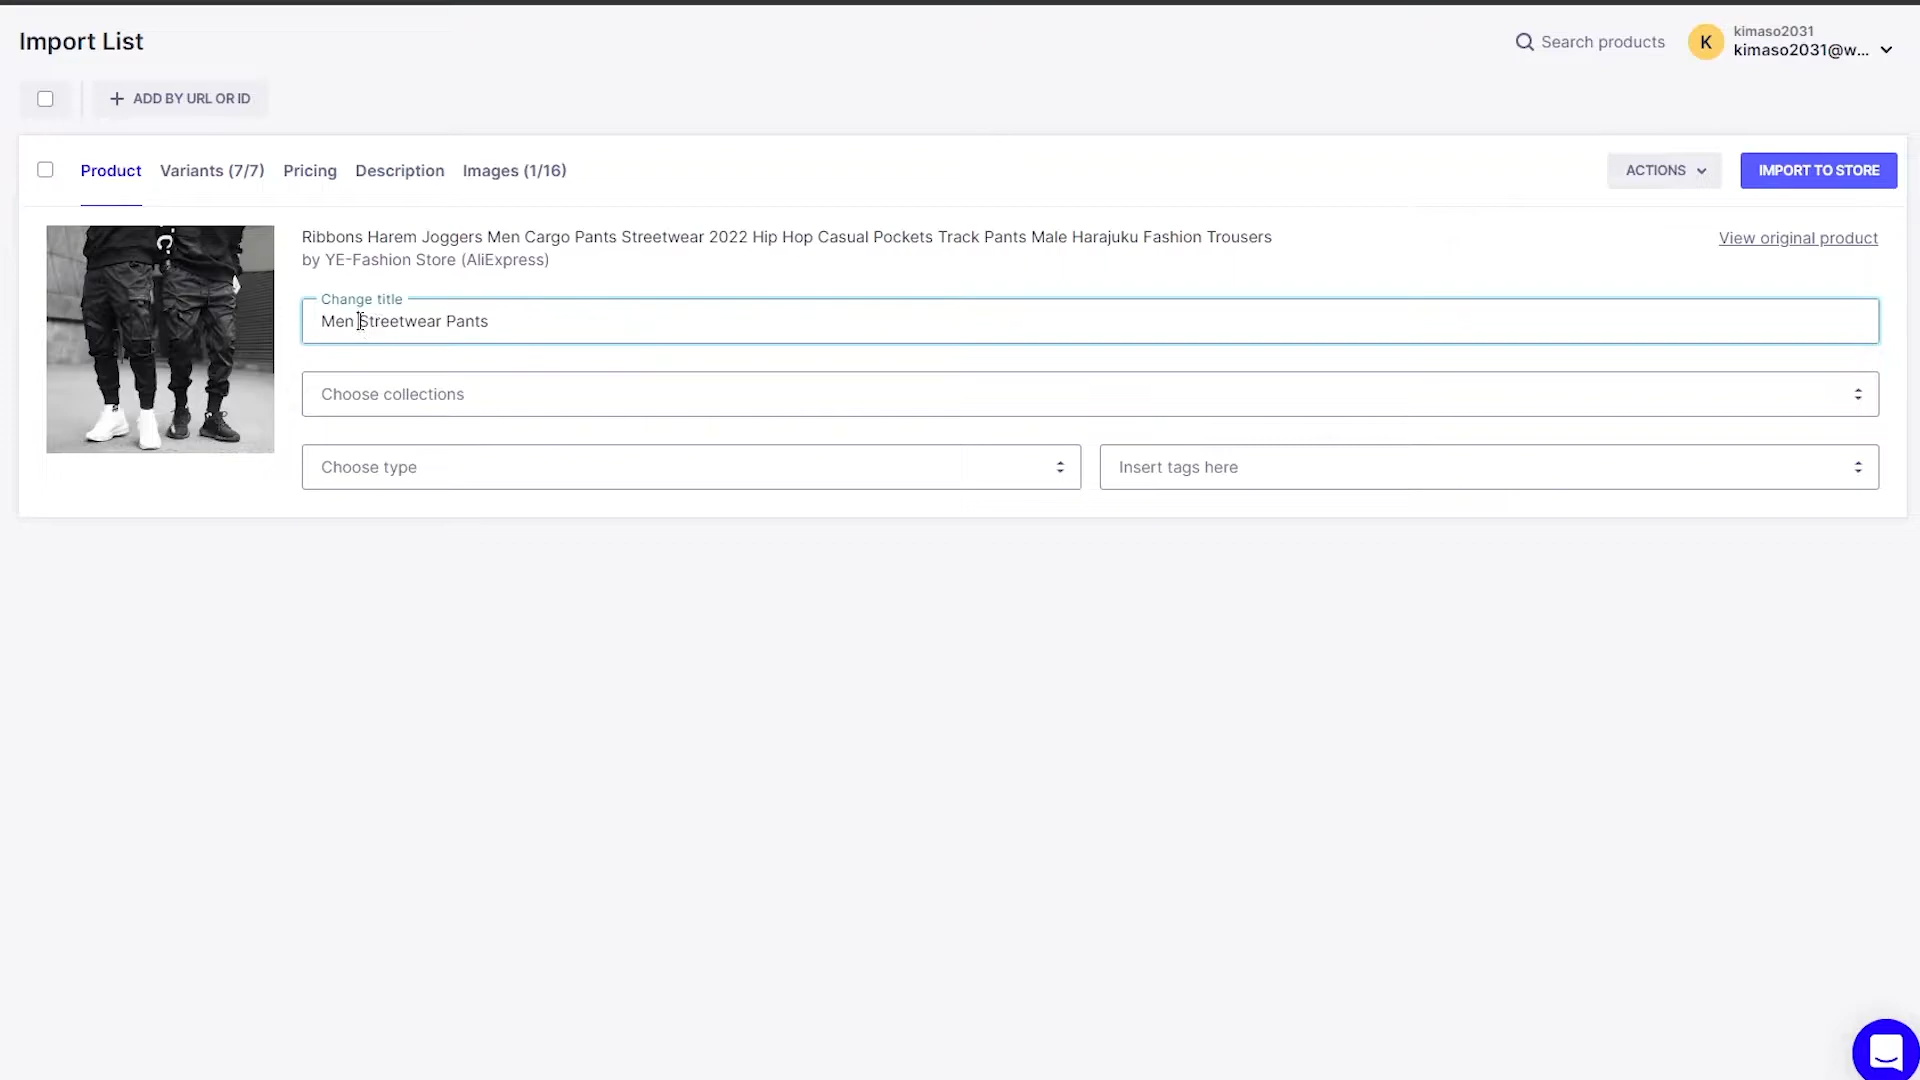 Import List
Search products
K
kimaso2031
kimaso2031@w...
+ ADD BY URL OR ID
Product
Variants (7/7)
Pricing
Description
Images (1/16)
ACTIONS
IMPORT TO STORE
Ribbons Harem Joggers Men Cargo Pants Streetwear 2022 Hip Hop Casual Pockets Track Pants Male Harajuku Fashion Trousers
View original product
by YE-Fashion Store (AliExpress)
Change title
Men Streetwear Pants
Choose collections
Choose type
Insert tags here